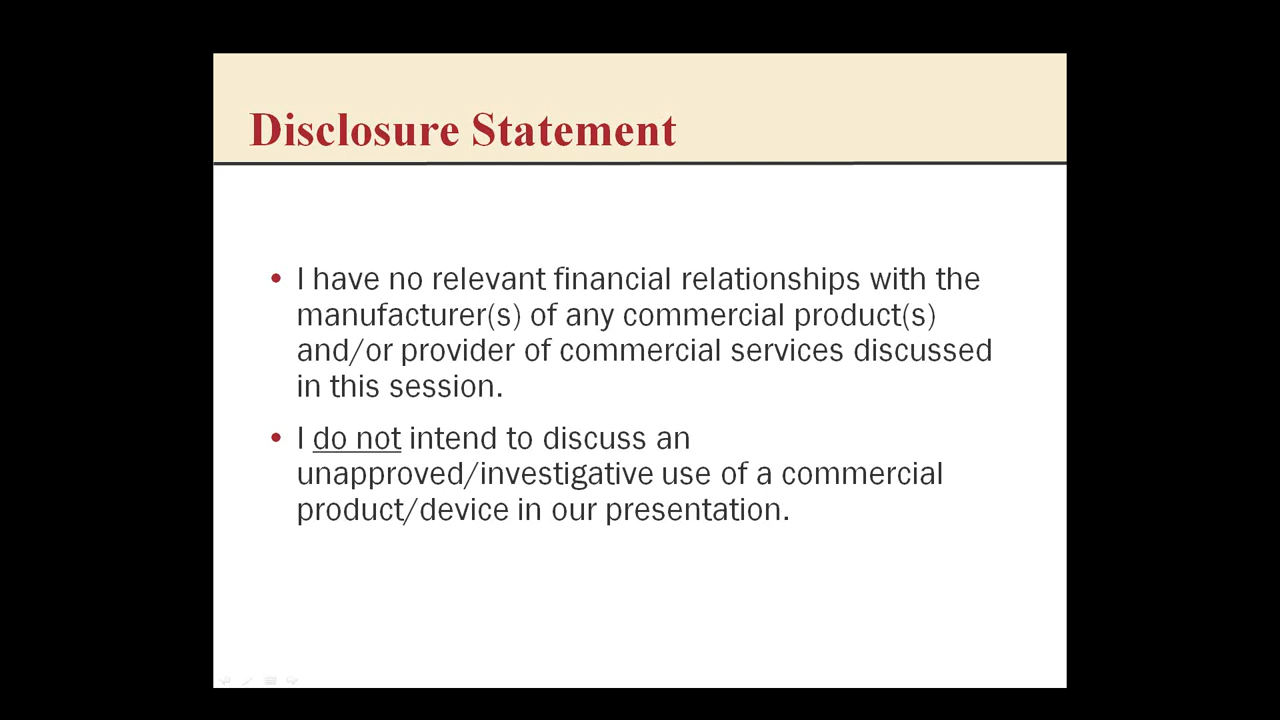 Disclosure Statement
• I have no relevant financial relationships with the
manufacturer(s) of any commercial product(s)
and/or provider of commercial services discussed
in this session.
• I do not intend to discuss an
unapproved/investigative use of a commercial
product/device in our presentation.